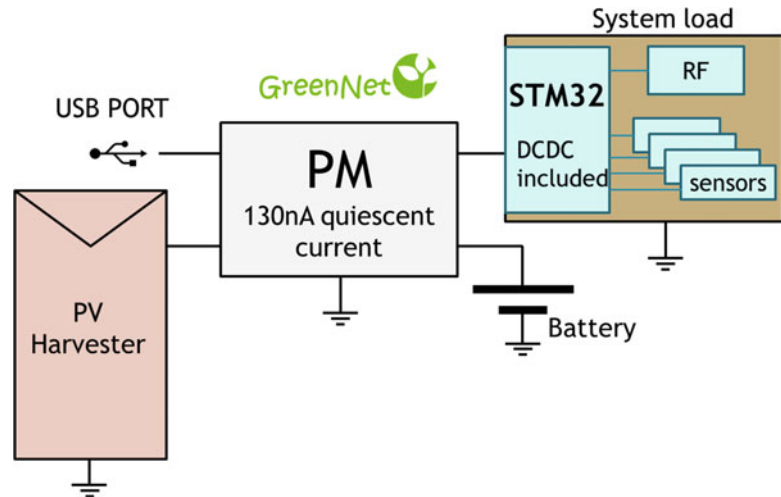 System load
GreenNet
USB PORT
STM32
RF
PM
DCDC
included
sensors
130nA quiescent
current
PV
Harvester
Battery